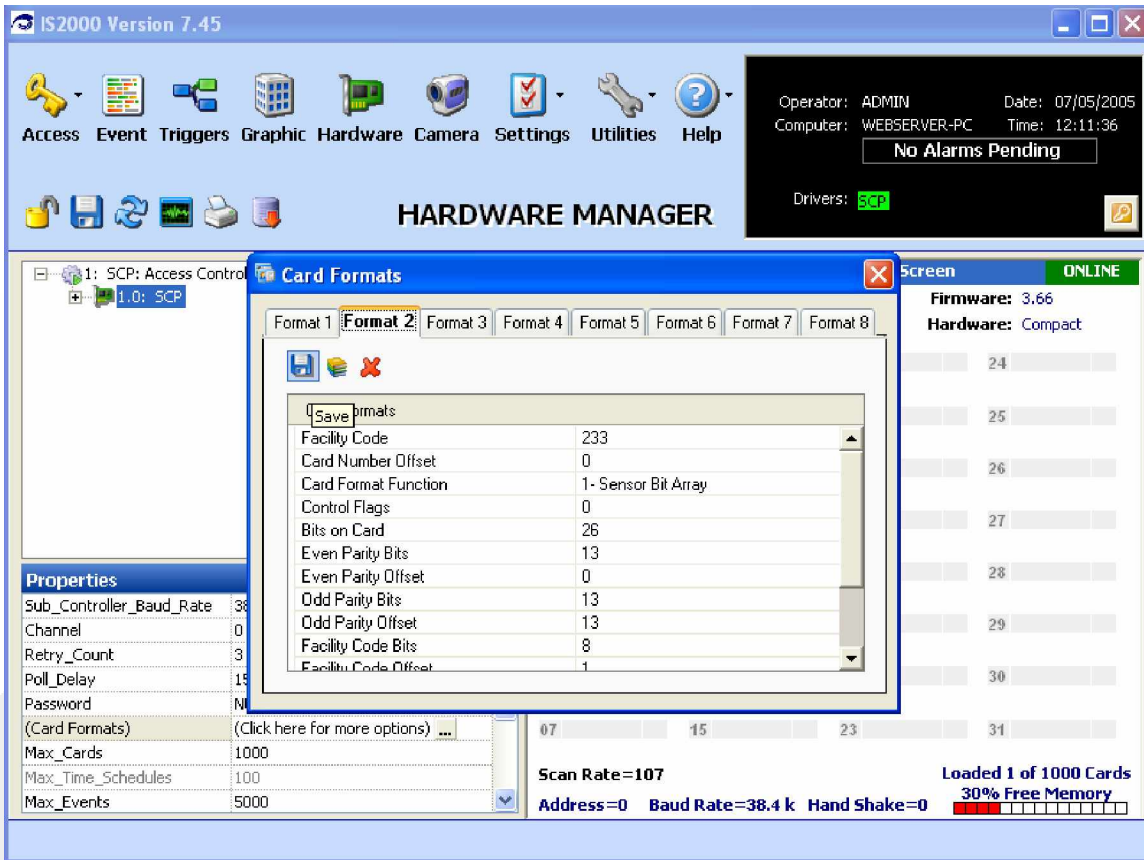 IS2000 Version 7.45
Access Event Triggers Graphic Hardware Camera Settings Utilities Help
Operator: ADMIN Date: 07/05/2005
Computer: WEBSERVER-PC Time: 12:11:36
No Alarms Pending
Drivers: SCP
HARDWARE MANAGER
1: SCP: Access Control
1.0: SCP
Screen ONLINE
Firmware: 3.66
Hardware: Compact
Card Formats
Format 1 Format 2 Format 3 Format 4 Format 5 Format 6 Format 7 Format 8
Save
Facility Code 233
Card Number Offset 0
Card Format Function 1- Sensor Bit Array
Control Flags 0
Bits on Card 26
Even Parity Bits 13
Even Parity Offset 0
Odd Parity Bits 13
Odd Parity Offset 13
Facility Code Bits 8
Facility Code Offset 1
24
25
26
27
28
29
30
07 15 23 31
Properties
Sub_Controller_Baud_Rate 38
Channel 0
Retry_Count 3
Poll_Delay 15
Password
(Card Formats) (Click here for more options) ...
Max_Cards 1000
Max_Time_Schedules 100
Max_Events 5000
Scan Rate=107
Loaded 1 of 1000 Cards
30% Free Memory
Address=0 Baud Rate=38.4 k Hand Shake=0